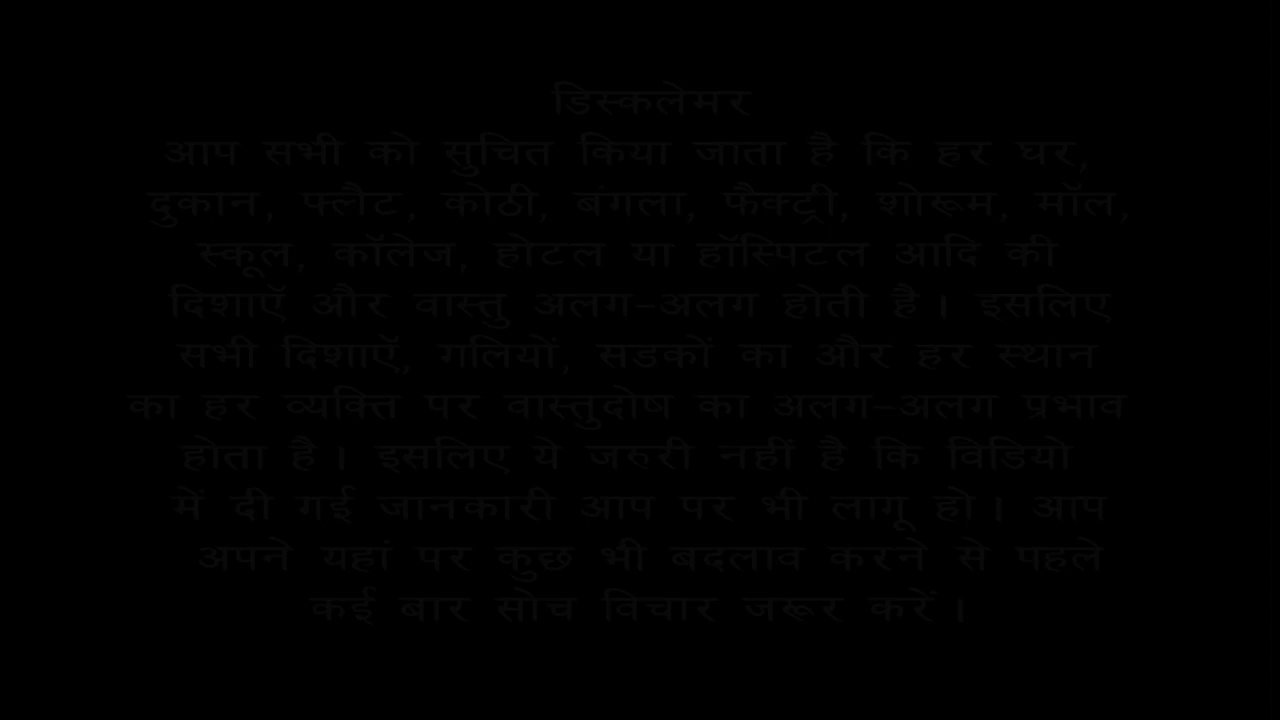 डिस्कलेमर
आप सभी को सुचित किया जाता है कि हर घर,
दुकान, फ्लैट, कोठी, बंगला, फैक्ट्री, शोरूम, मॉल,
स्कूल, कॉलेज, होटल या हॉस्पिटल आदि की
दिशाऍ और वास्तु अलग-अलग होती है। इसलिए
सभी दिशाऍ, गलियों, सडकों का और हर स्थान
का हर व्यक्ति पर वास्तुदोष का अलग-अलग प्रभाव
होता है। इसलिए ये जरुरी नहीं है कि विडियो
में दी गई जानकारी आप पर भी लागू हो। आप
अपने यहां पर कुछ भी बदलाव करने से पहले
कई बार सोच विचार जरूर करें।